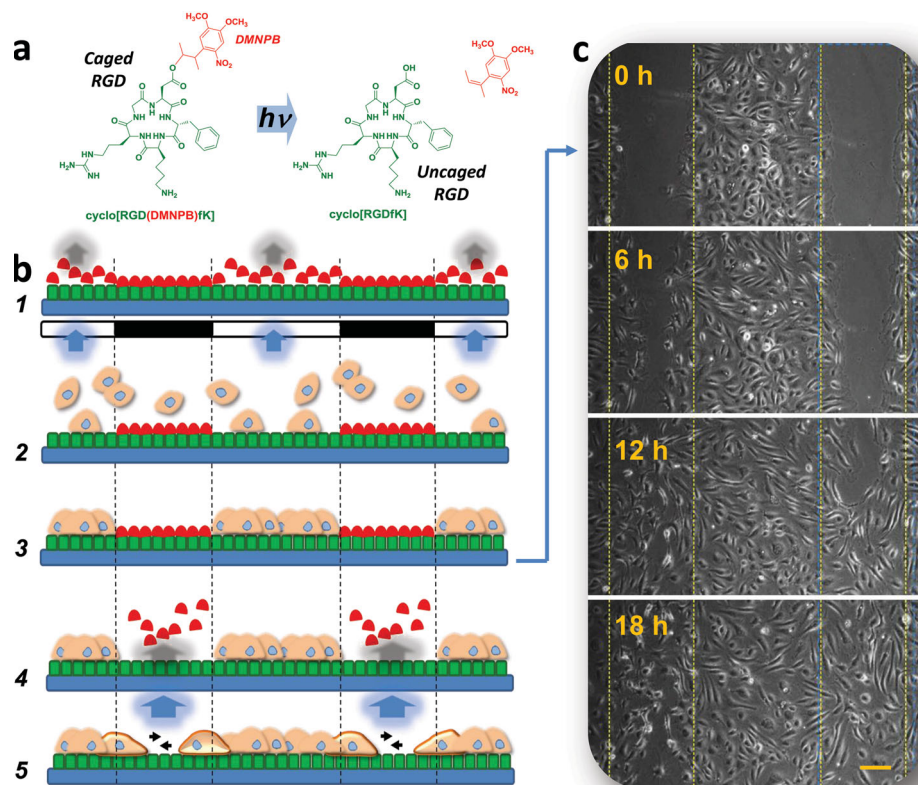 a
Caged
RGD
H₃CO
OCH₃
DMNPB
NO₂
O
O
O
O
NH
N
H
HN
O
NH HN
HN
O
O
H₂N
NH
NH
NH₂
cyclo[RGD(DMNPB)fK]
hν
OH
O
O
O
NH
N
H
HN
O
NH HN
HN
O
O
H₂N
NH
NH
NH₂
Uncaged
RGD
cyclo[RGDfK]
H₃CO
OCH₃
NO₂
b
1
2
3
4
5
c
0 h
6 h
12 h
18 h